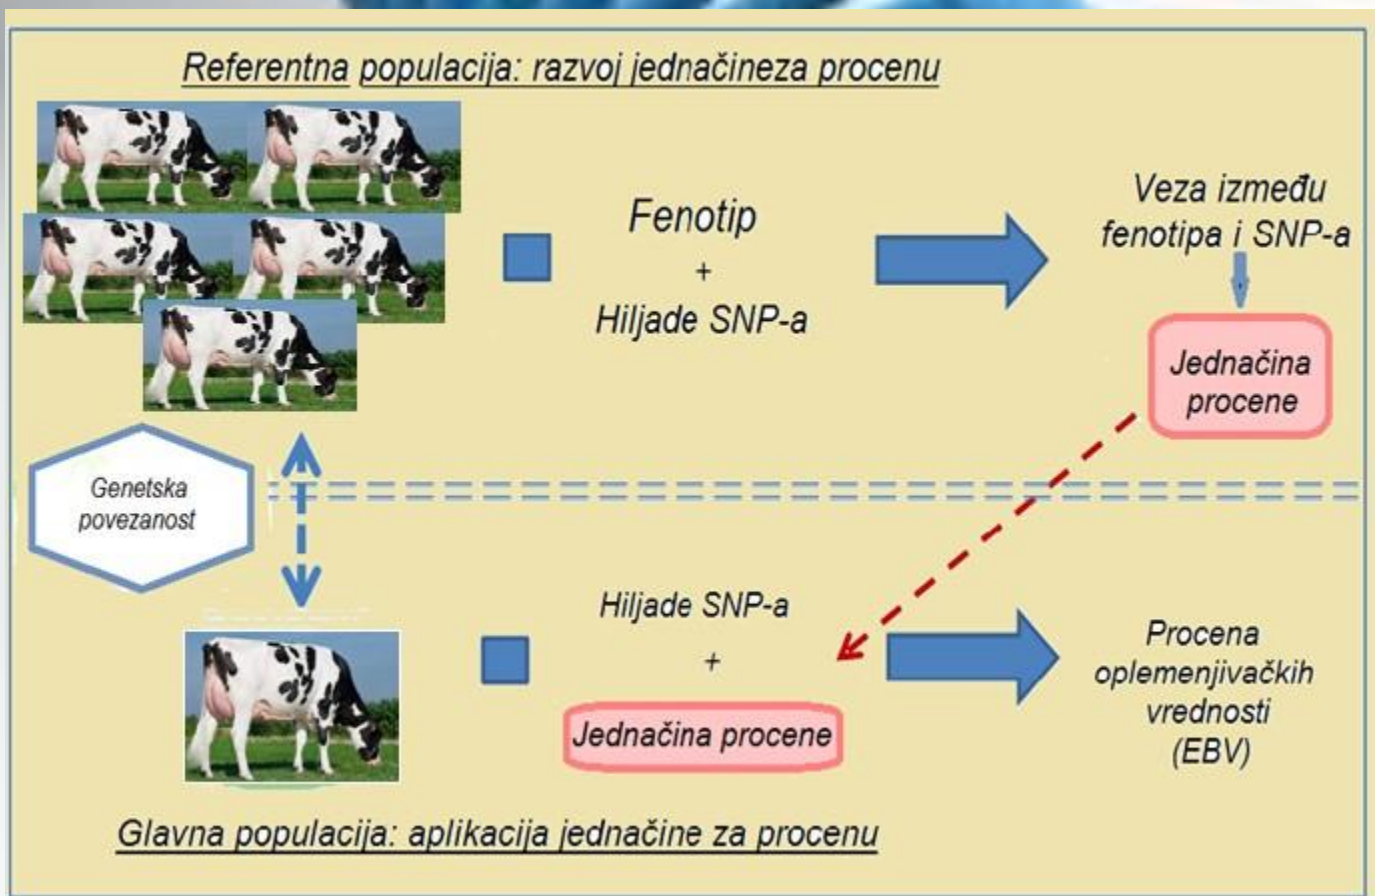 Referentna populacija: razvoj jednačineza procenu
Fenotip
+
Hiljade SNP-a
Veza između
fenotipa i SNP-a
Jednačina
procene
Genetska
povezanost
Hiljade SNP-a
+
Jednačina procene
Procena
oplemenjivačkih
vrednosti
(EBV)
Glavna populacija: aplikacija jednačine za procenu